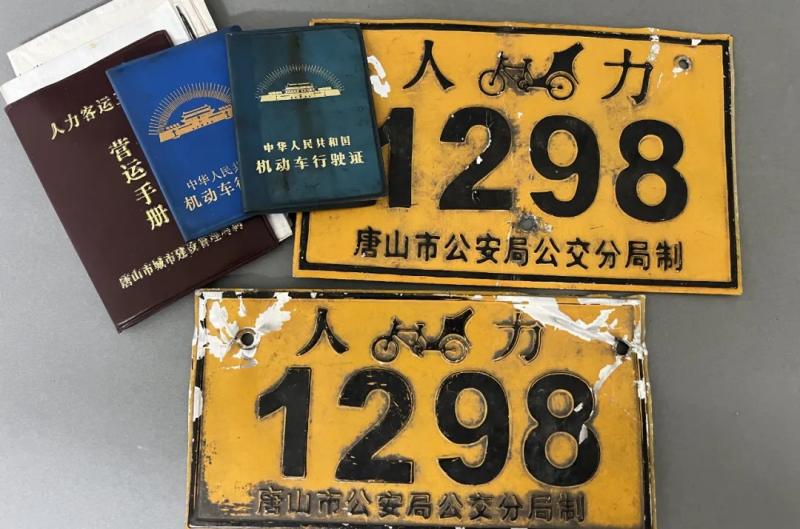 人力客运三
营运手册
唐山市城市建设管理局制
中华人民共
机动车行
中华人民共和国
机动车行驶证
人 力
1298
唐山市公安局公交分局制
人 力
1298
唐山市公安局公交分局制